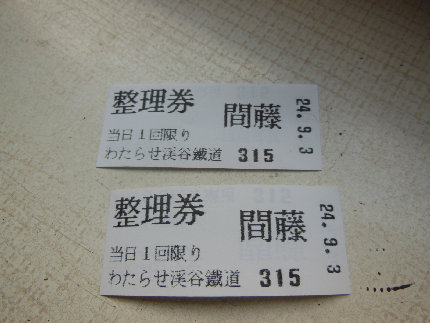 整理券
間藤
24.9.3
当日1回限り
わたらせ渓谷鐵道 315
整理券
間藤
24.9.3
当日1回限り
わたらせ渓谷鐵道 315